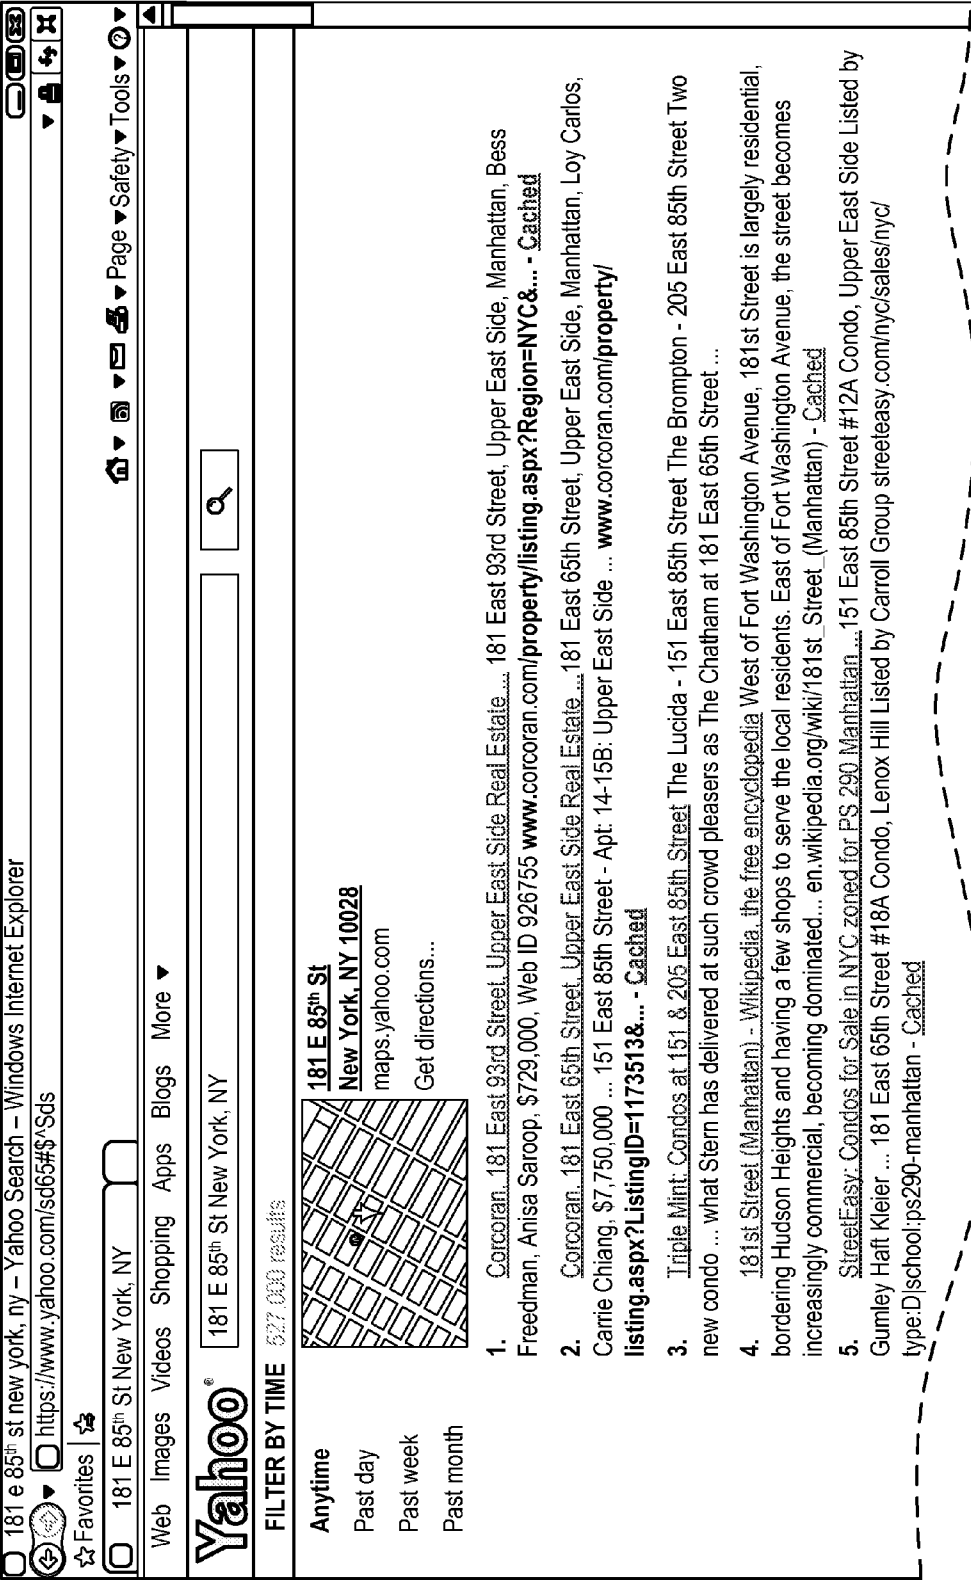 181 e 85th st new york, ny – Yahoo Search – Windows Internet Explorer
https://www.yahoo.com/sd65#$^Sds
Favorites
181 E 85th St New York, NY
Page Safety Tools
Web Images Videos Shopping Apps Blogs More
Yahoo® 181 E 85th St New York, NY
FILTER BY TIME 527,000 results
Anytime
Past day
Past week
Past month
181 E 85th St
New York, NY 10028
maps.yahoo.com
Get directions...
1. Corcoran. 181 East 93rd Street, Upper East Side Real Estate ... 181 East 93rd Street, Upper East Side, Manhattan, Bess
Freedman, Anisa Saroop, $729,000, Web ID 926755 www.corcoran.com/property/listing.aspx?Region=NYC&... - Cached
2. Corcoran. 181 East 65th Street, Upper East Side Real Estate ...181 East 65th Street, Upper East Side, Manhattan, Loy Carlos,
Carrie Chiang, $7,750,000 ... 151 East 85th Street - Apt: 14-15B: Upper East Side ... www.corcoran.com/property/
listing.aspx?ListingID=1173513&... - Cached
3. Triple Mint: Condos at 151 & 205 East 85th Street The Lucida - 151 East 85th Street The Brompton - 205 East 85th Street Two
new condo ... what Stern has delivered at such crowd pleasers as The Chatham at 181 East 65th Street ...
4. 181st Street (Manhattan) - Wikipedia, the free encyclopedia West of Fort Washington Avenue, 181st Street is largely residential,
bordering Hudson Heights and having a few shops to serve the local residents. East of Fort Washington Avenue, the street becomes
increasingly commercial, becoming dominated... en.wikipedia.org/wiki/181st_Street_(Manhattan) - Cached
5. StreetEasy: Condos for Sale in NYC zoned for PS 290 Manhattan ...151 East 85th Street #12A Condo, Upper East Side Listed by
Gumley Haft Kleier ... 181 East 65th Street #18A Condo, Lenox Hill Listed by Carroll Group streeteasy.com/nyc/sales/nyc/
type:D|school:ps290-manhattan - Cached